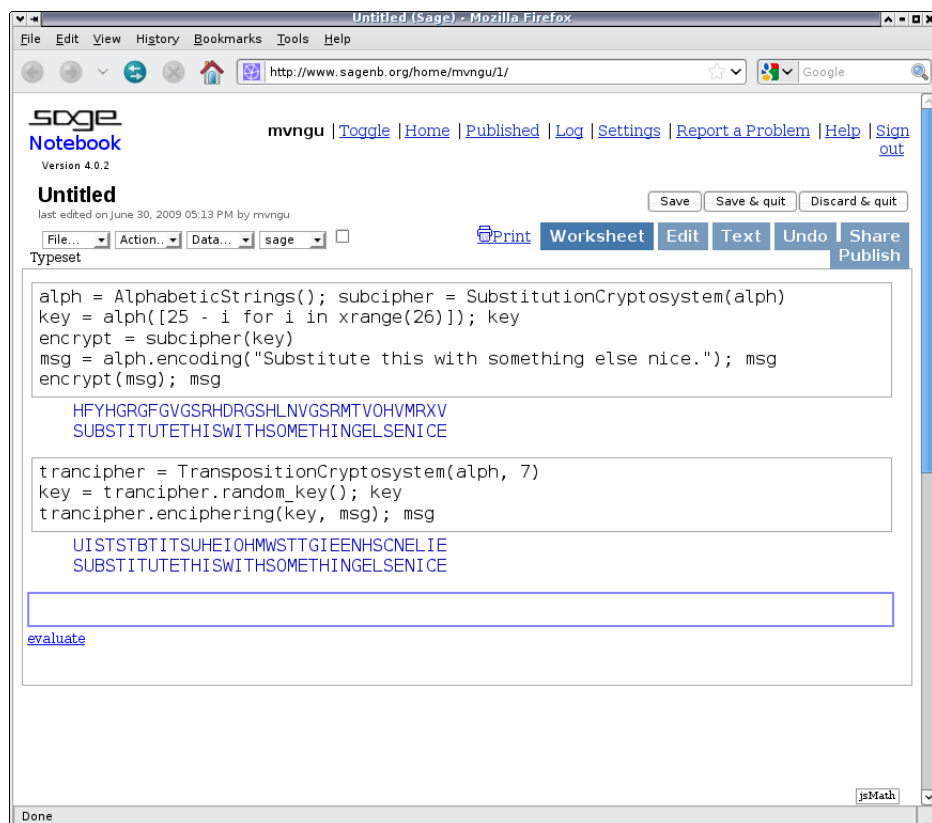 Untitled (Sage) - Mozilla Firefox
File Edit View History Bookmarks Tools Help
http://www.sagenb.org/home/mvngu/1/ Google
sage
Notebook
Version 4.0.2
mvngu | Toggle | Home | Published | Log | Settings | Report a Problem | Help | Sign
out
Untitled
last edited on June 30, 2009 05:13 PM by mvngu
Save Save & quit Discard & quit
File... Action.. Data... sage
Typeset
Print Worksheet Edit Text Undo Share
Publish
alph = AlphabeticStrings(); subcipher = SubstitutionCryptosystem(alph)
key = alph([25 - i for i in xrange(26)]); key
encrypt = subcipher(key)
msg = alph.encoding("Substitute this with something else nice."); msg
encrypt(msg); msg
HFYHGRGFGVGSRHDRGSHLNVGSRMTVOHVMRXV
SUBSTITUTETHISWITHSOMETHINGELSENICE
trancipher = TranspositionCryptosystem(alph, 7)
key = trancipher.random_key(); key
trancipher.enciphering(key, msg); msg
UISTSTBTITSUHEIOHMWSTTGIEENHSCNELIE
SUBSTITUTETHISWITHSOMETHINGELSENICE
evaluate
jsMath
Done